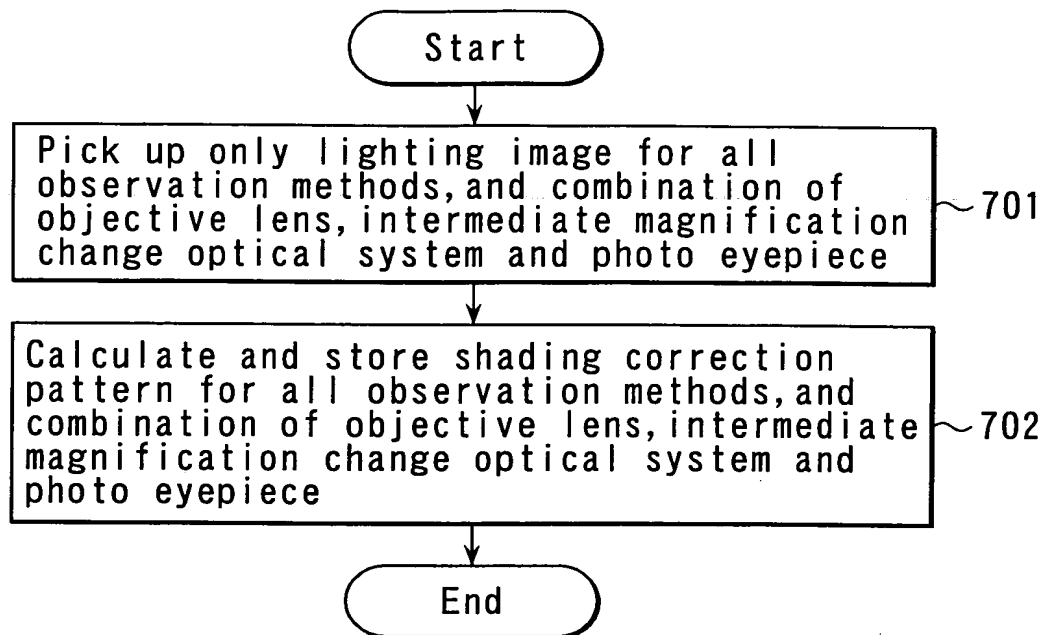 Start
Pick up only lighting image for all
observation methods, and combination of
objective lens, intermediate magnification
change optical system and photo eyepiece
701
Calculate and store shading correction
pattern for all observation methods, and
combination of objective lens, intermediate
magnification change optical system and
photo eyepiece
702
End